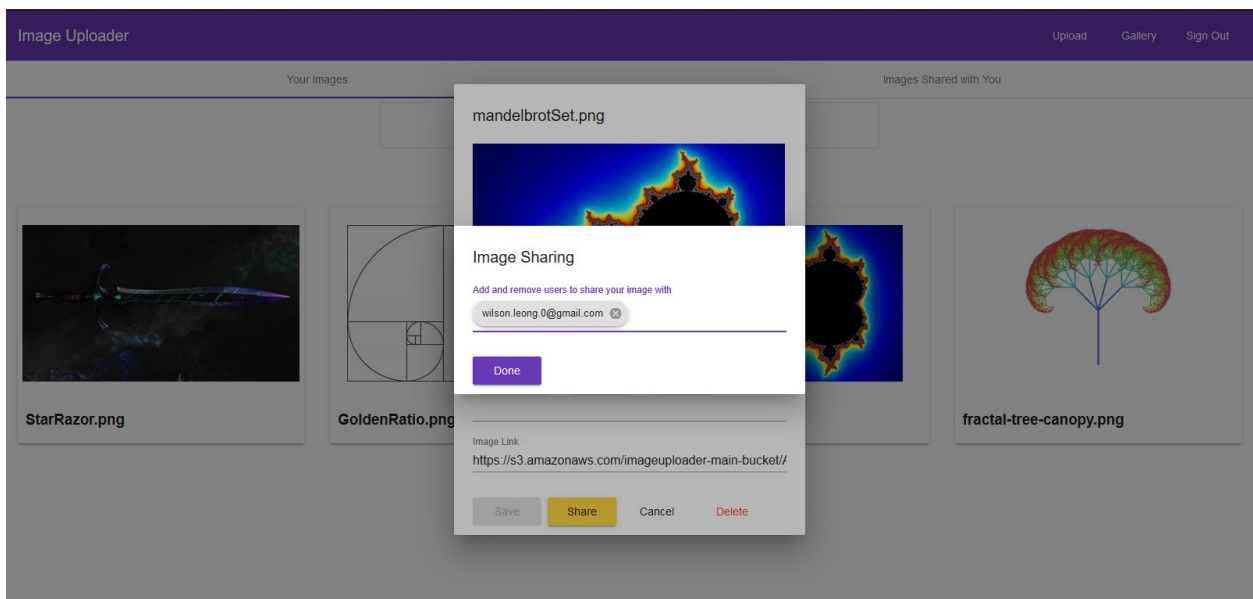 Image Uploader
Upload Gallery Sign Out
Your Images
Images Shared with You
mandelbrotSet.png
Image Sharing
Add and remove users to share your image with
wilson.leong.0@gmail.com
Done
StarRazor.png
GoldenRatio.png
fractal-tree-canopy.png
Image Link
https://s3.amazonaws.com/imageuploader-main-bucket/
Save Share Cancel Delete